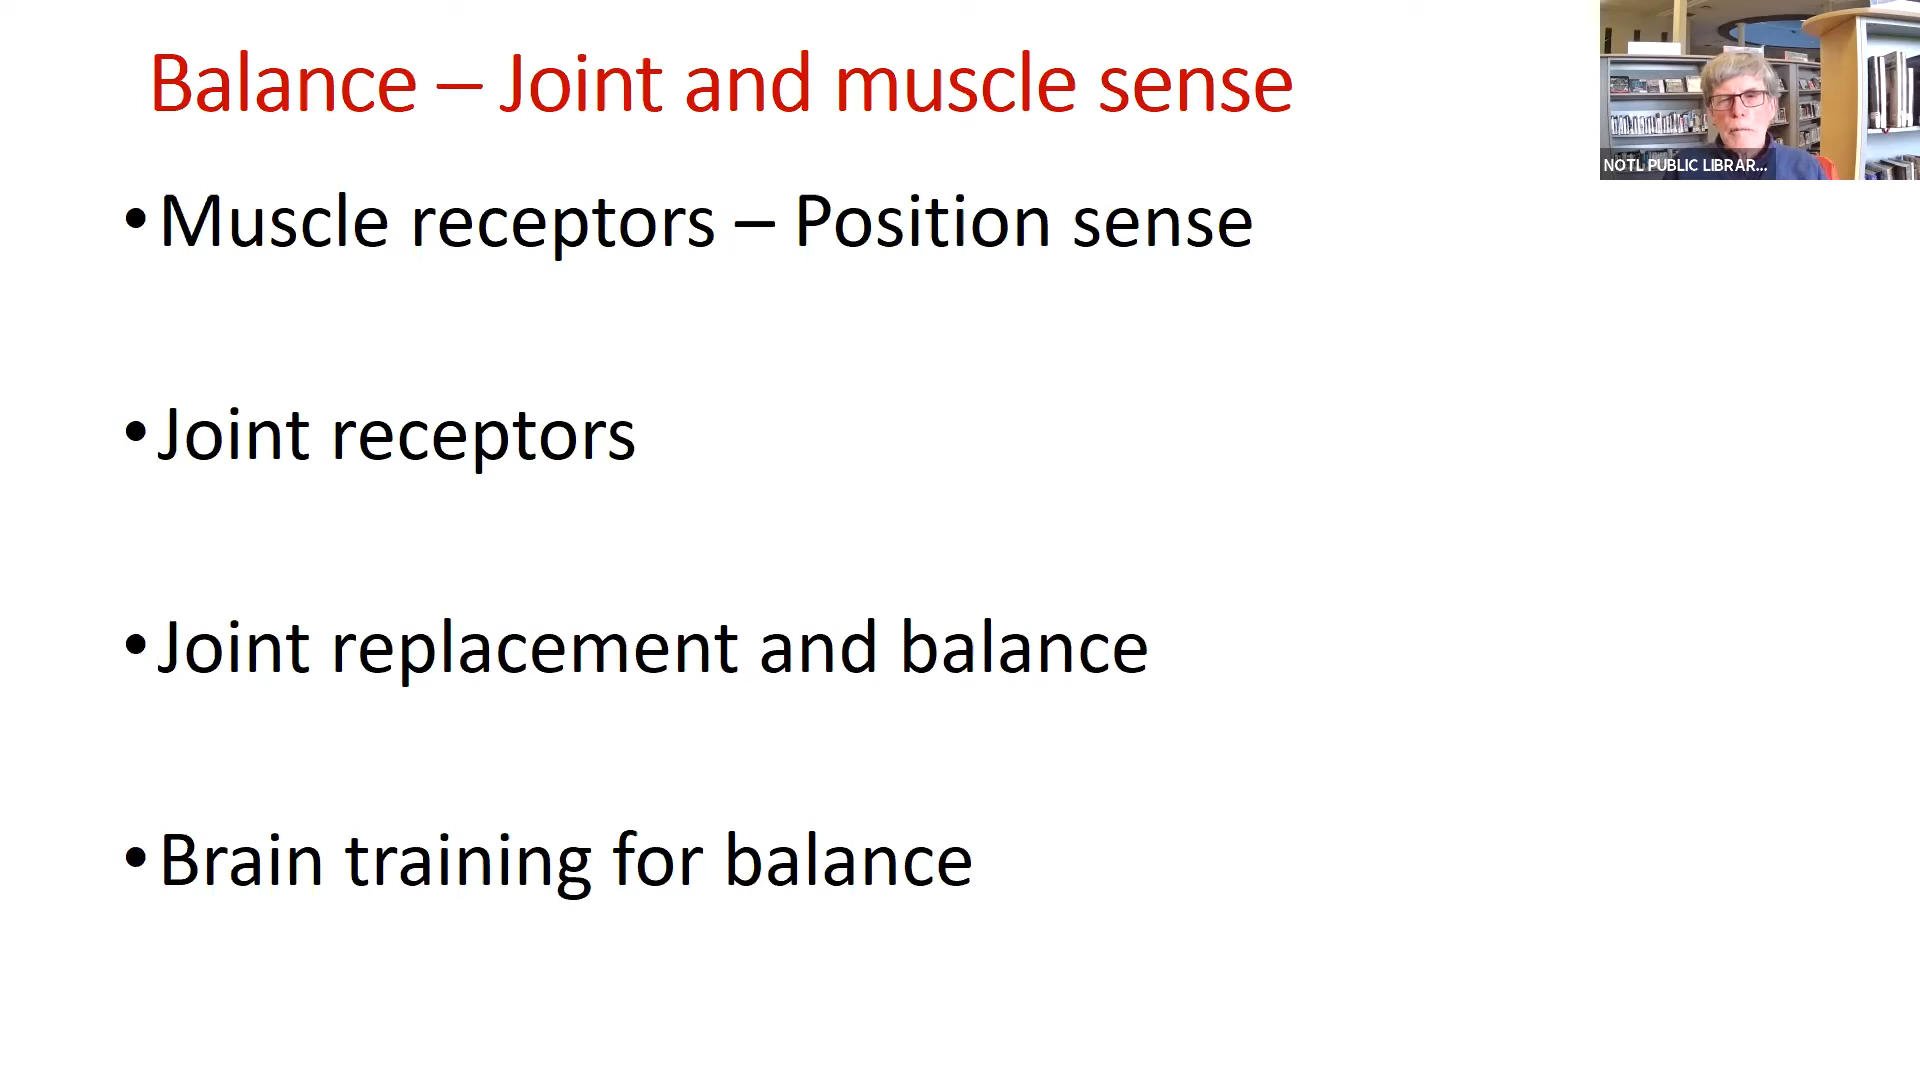 Balance – Joint and muscle sense
•Muscle receptors – Position sense
•Joint receptors
•Joint replacement and balance
•Brain training for balance
NOTL PUBLIC LIBRAR...